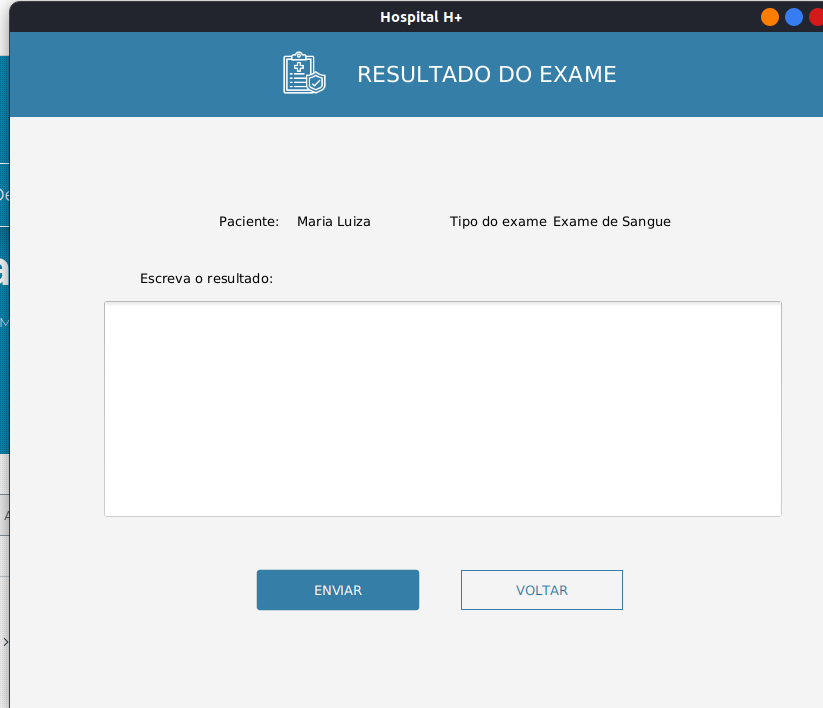 Hospital H+
RESULTADO DO EXAME
Paciente: Maria Luiza Tipo do exame Exame de Sangue
Escreva o resultado:
ENVIAR VOLTAR